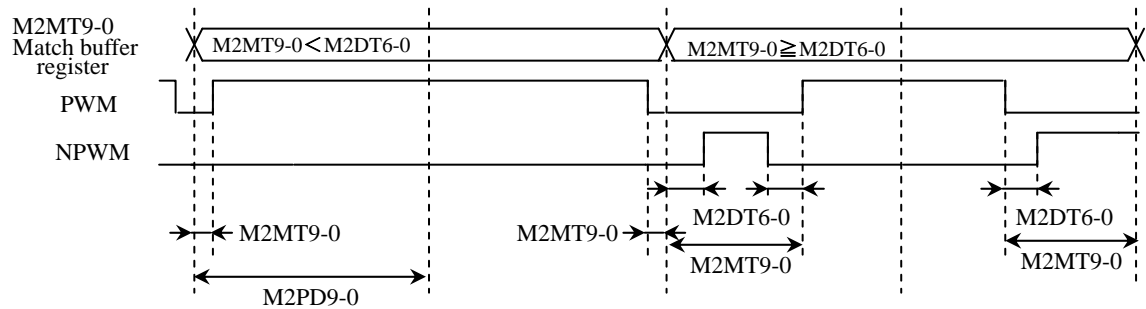 M2MT9-0
Match buffer
register
M2MT9-0＜M2DT6-0
M2MT9-0≧M2DT6-0
PWM
NPWM
M2DT6-0
M2DT6-0
M2MT9-0
M2MT9-0
M2MT9-0
M2MT9-0
M2PD9-0